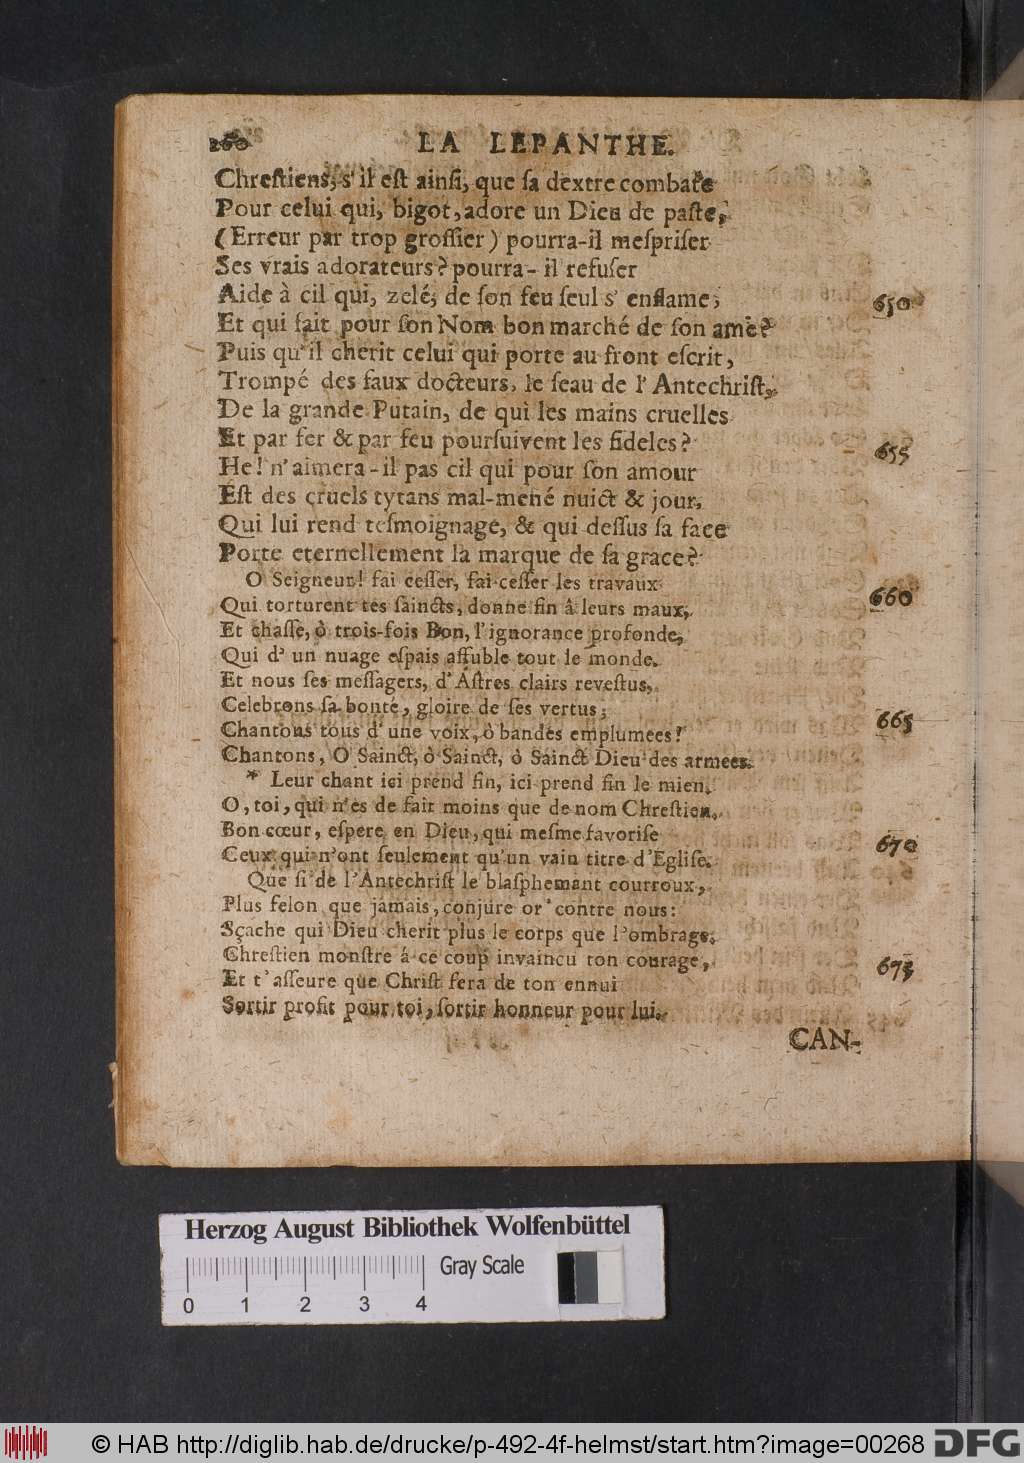 260 LA LEPANTHE.
Chreſtiens, s'il eſt ainſi, que ſa dextre combate
Pour celui qui, bigot, adore un Dieu de paſte,
(Erreur par trop groſſier) pourra-il meſpriſer
Ses vrais adorateurs? pourra-il refuſer
Aide à cil qui, zelé, de ſon feu ſeul s'enflame, 650
Et qui fait pour ſon Nom bon marché de ſon ame?
Puis qu'il cherit celui qui porte au front eſcrit,
Trompé des faux docteurs, le ſeau de l'Antechriſt,
De la grande Putain, de qui les mains cruelles
Et par fer & par feu pourſuivent les fideles? 655
He! n'aimera-il pas cil qui pour ſon amour
Eſt des cruels tytans mal-mené nuict & jour,
Qui lui rend teſmoignage, & qui deſſus ſa face
Porte eternellement la marque de ſa grace?
O Seigneur! fai ceſſer, fai ceſſer les travaux
Qui torturent tes ſaincts, donne fin à leurs maux, 660
Et chaſſe, ò trois-fois Bon, l'ignorance profonde,
Qui d'un nuage eſpais affuble tout le monde.
Et nous ſes meſſagers, d'Aſtres clairs reveſtus,
Celebrons ſa bonté, gloire de ſes vertus;
Chantons tous d'une voix, ò bandes emplumees! 665
Chantons, O Sainct, ò Sainct, ò Sainct Dieu des armees.
* Leur chant ici prend fin, ici prend fin le mien.
O, toi, qui n'es de fait moins que de nom Chreſtien,
Bon cœur, eſpere en Dieu, qui meſme favoriſe
Ceux qui n'ont ſeulement qu'un vain titre d'Egliſe. 670
Que ſi de l'Antechriſt le blaſphemant courroux,
Plus felon que jamais, conjure or' contre nous:
Sçache qui Dieu cherit plus le corps que l'ombrage,
Chreſtien monſtre á ce coup invaincu ton courage,
Et t'aſſeure que Chriſt fera de ton ennui 675
Sortir profit pour toi, ſortir honneur pour lui.
CAN-
Herzog August Bibliothek Wolfenbüttel
Gray Scale
0 1 2 3 4
© HAB http://diglib.hab.de/drucke/p-492-4f-helmst/start.htm?image=00268 DFG